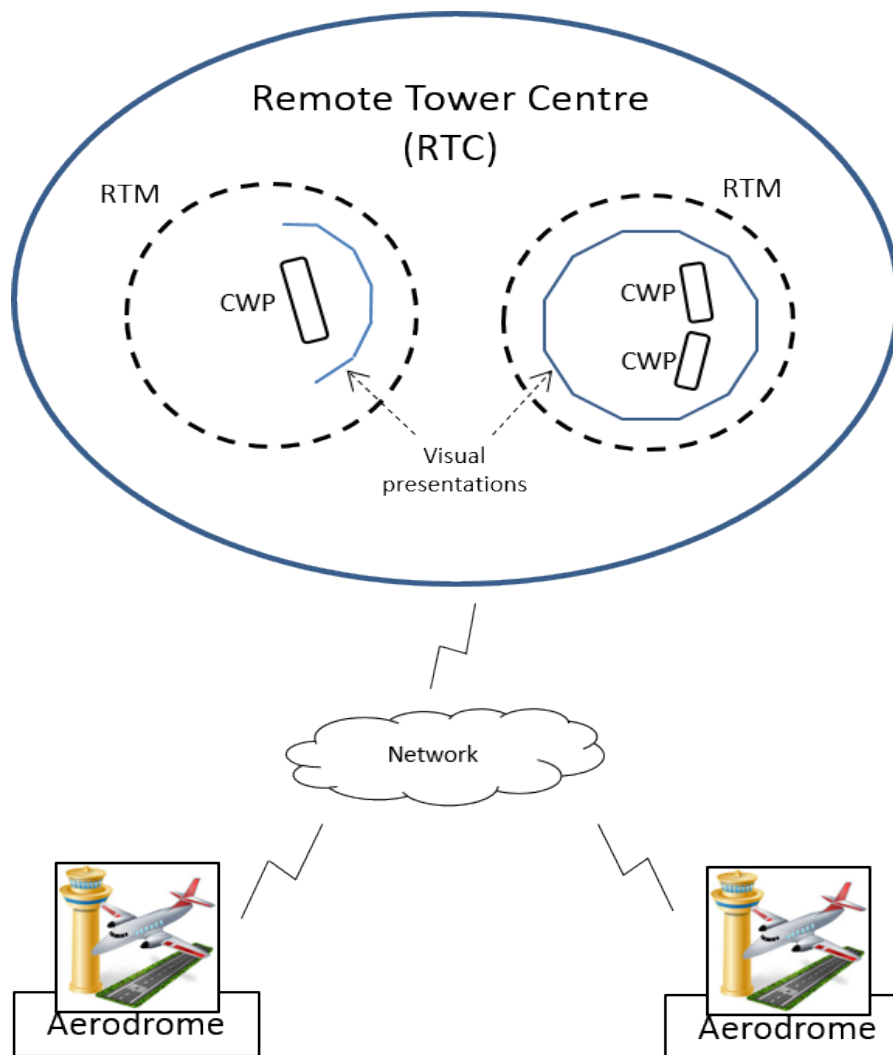 Remote Tower Centre
(RTC)
RTM
RTM
CWP
CWP
CWP
Visual
presentations
Network
Aerodrome
Aerodrome